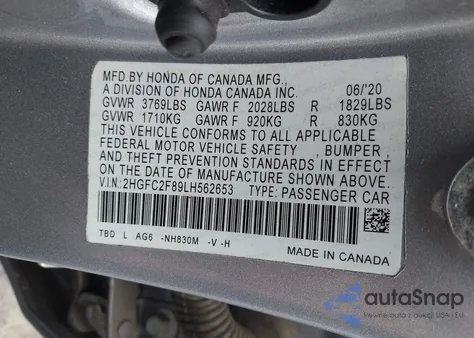 MFD.BY HONDA OF CANADA MFG.,
A DIVISION OF HONDA CANADA INC. 06/'20
GVWR 3769LBS GAWR F 2028LBS R 1829LBS
GVWR 1710KG GAWR F 920KG R 830KG
THIS VEHICLE CONFORMS TO ALL APPLICABLE
FEDERAL MOTOR VEHICLE SAFETY, BUMPER,
AND THEFT PREVENTION STANDARDS IN EFFECT
ON THE DATE OF MANUFACTURE SHOWN ABOVE.
V.I.N.: 2HGFC2F89LH562653 TYPE: PASSENGER CAR
TBD L AG6 -NH830M -V -H
MADE IN CANADA
autoSnap